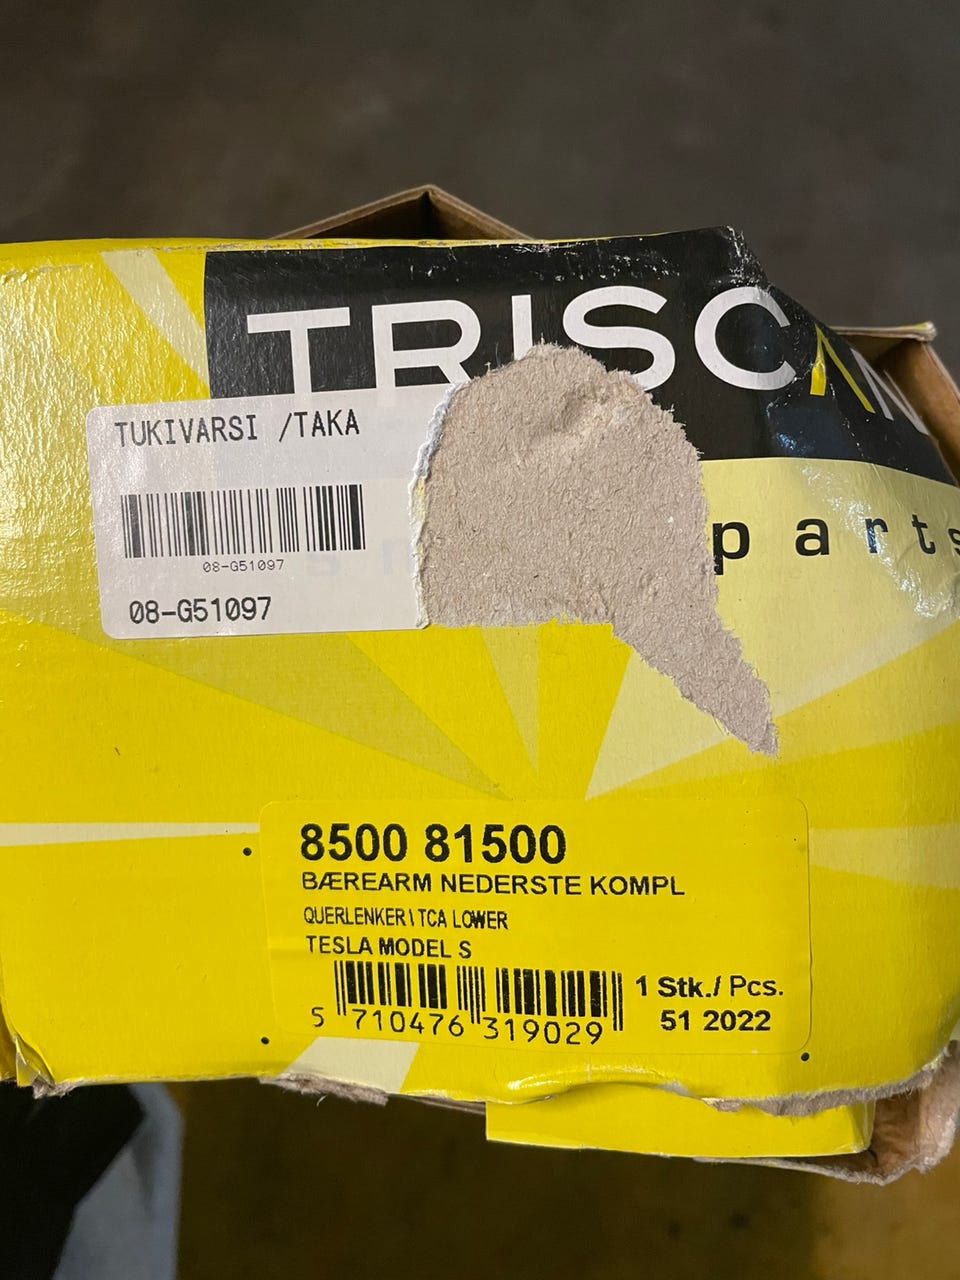 TRISCAN
TUKIVARSI /TAKA
08-G51097
parts
08-G51097
8500 81500
BÆREARM NEDERSTE KOMPL
QUERLENKER\TCA LOWER
TESLA MODEL S
1 Stk./ Pcs.
5 710476 319029
51 2022